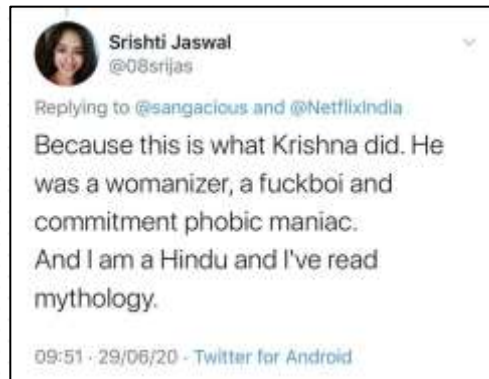 Srishti Jaswal
@08srijas
Replying to @sangacious and @NetflixIndia
Because this is what Krishna did. He
was a womanizer, a fuckboi and
commitment phobic maniac.
And I am a Hindu and I've read
mythology.
09:51 · 29/06/20 · Twitter for Android